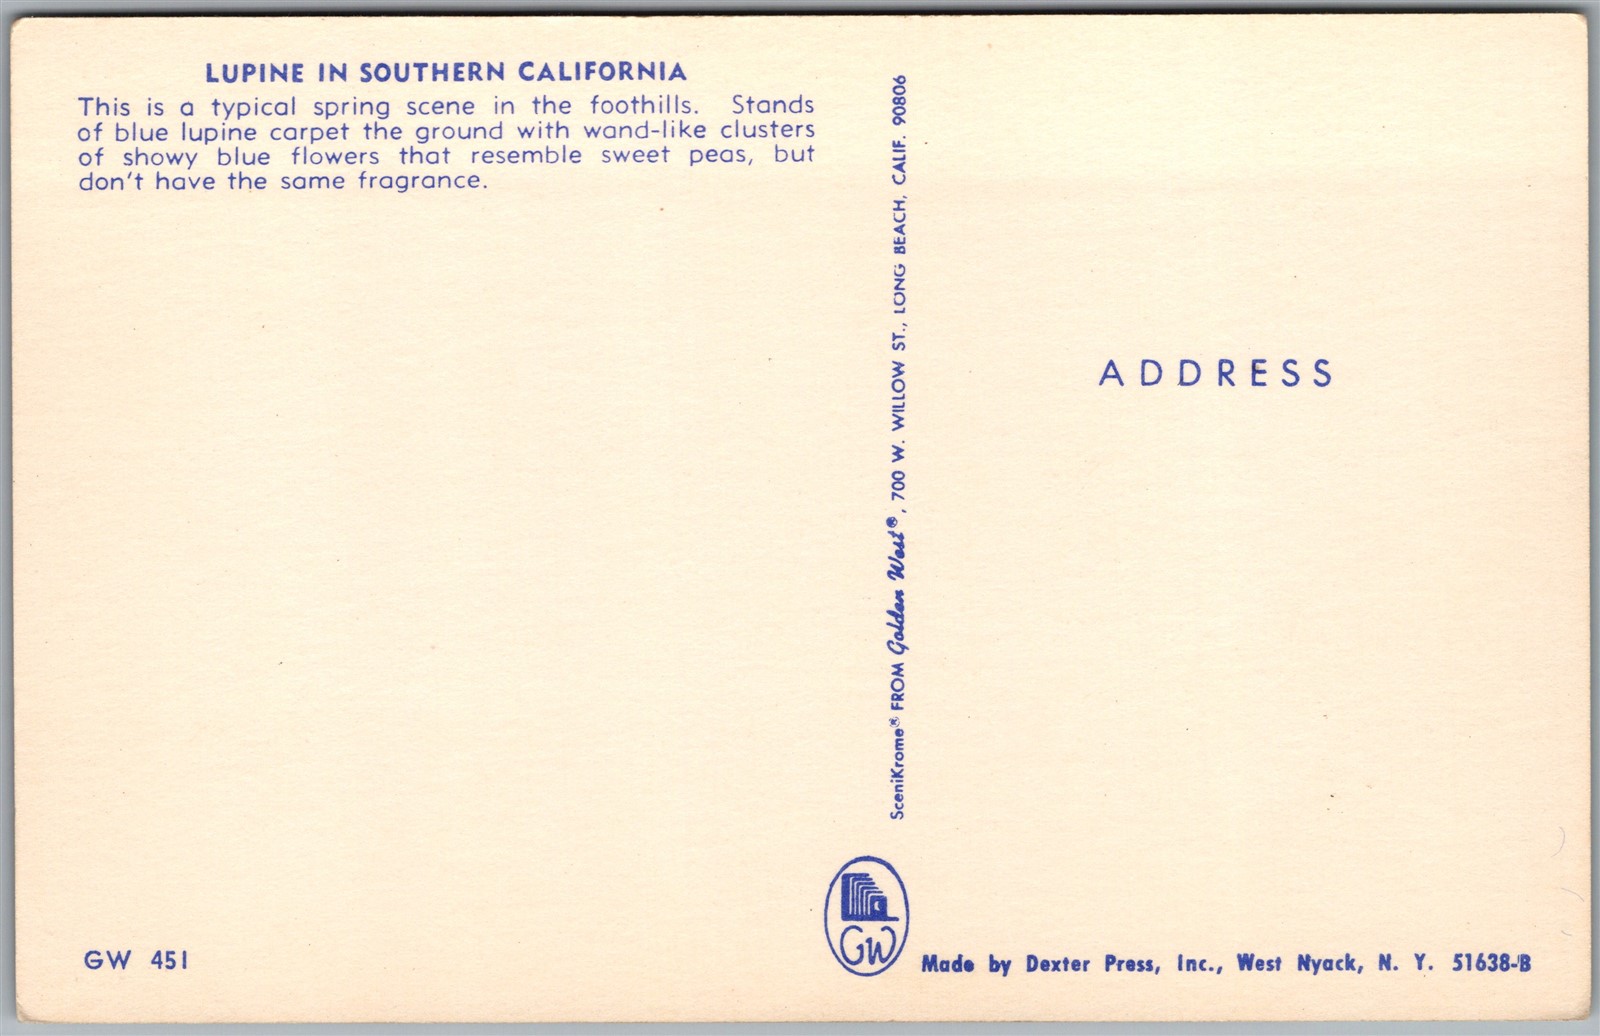 LUPINE IN SOUTHERN CALIFORNIA
This is a typical spring scene in the foothills. Stands
of blue lupine carpet the ground with wand-like clusters
of showy blue flowers that resemble sweet peas, but
don't have the same fragrance.
SceniKrome® FROM Golden West®, 700 W. WILLOW ST., LONG BEACH, CALIF. 90806
ADDRESS
GW 451
GW
Made by Dexter Press, Inc., West Nyack, N. Y. 51638-B